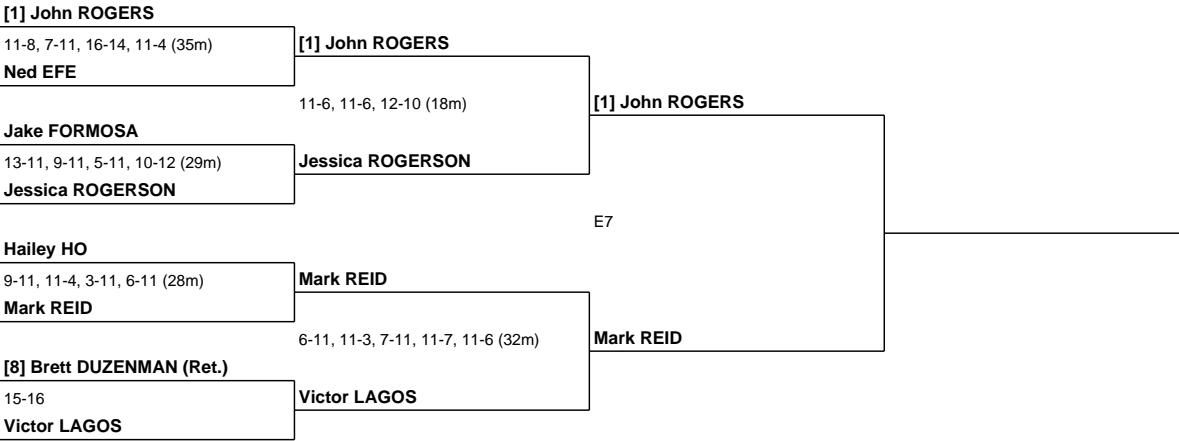 [1] John ROGERS
11-8, 7-11, 16-14, 11-4 (35m)
Ned EFE
Jake FORMOSA
13-11, 9-11, 5-11, 10-12 (29m)
Jessica ROGERSON
Hailey HO
9-11, 11-4, 3-11, 6-11 (28m)
Mark REID
[8] Brett DUZENMAN (Ret.)
15-16
Victor LAGOS
[1] John ROGERS
11-6, 11-6, 12-10 (18m)
Jessica ROGERSON
Mark REID
6-11, 11-3, 7-11, 11-7, 11-6 (32m)
Victor LAGOS
[1] John ROGERS
E7
Mark REID